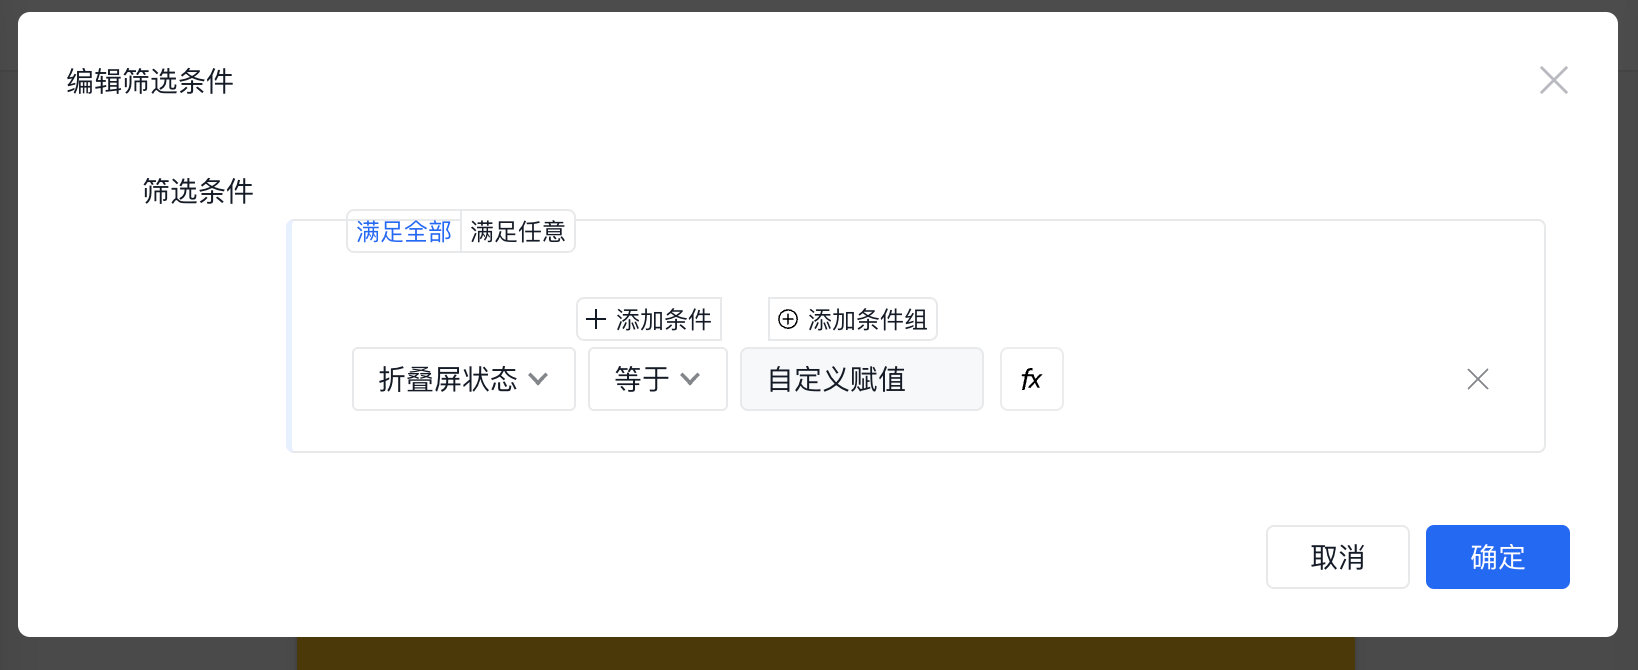 编辑筛选条件
筛选条件
满足全部 满足任意
添加条件 添加条件组
折叠屏状态 等于 自定义赋值 fx
取消 确定